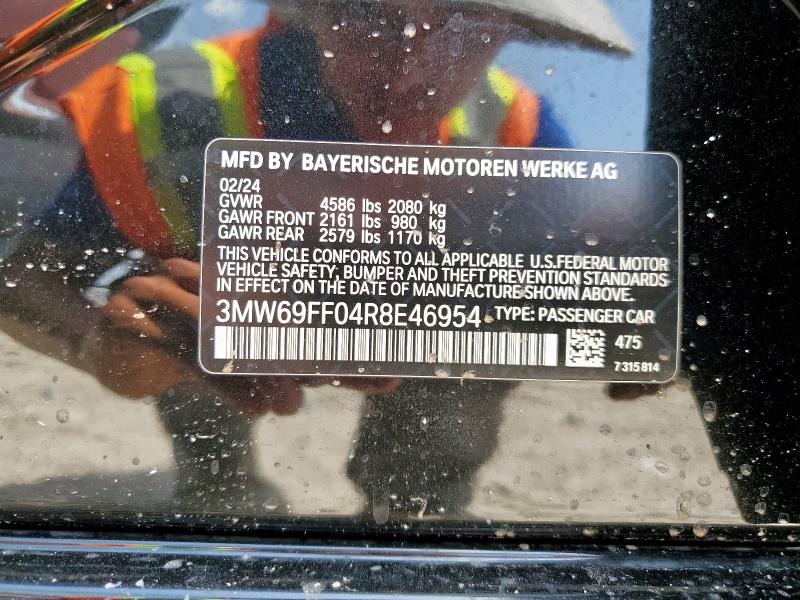 MFD BY BAYERISCHE MOTOREN WERKE AG
02/24
GVWR 4586 lbs 2080 kg
GAWR FRONT 2161 lbs 980 kg
GAWR REAR 2579 lbs 1170 kg
THIS VEHICLE CONFORMS TO ALL APPLICABLE U.S.FEDERAL MOTOR
VEHICLE SAFETY, BUMPER AND THEFT PREVENTION STANDARDS
IN EFFECT ON THE DATE OF MANUFACTURE SHOWN ABOVE.
3MW69FF04R8E46954 TYPE: PASSENGER CAR
475
7315814